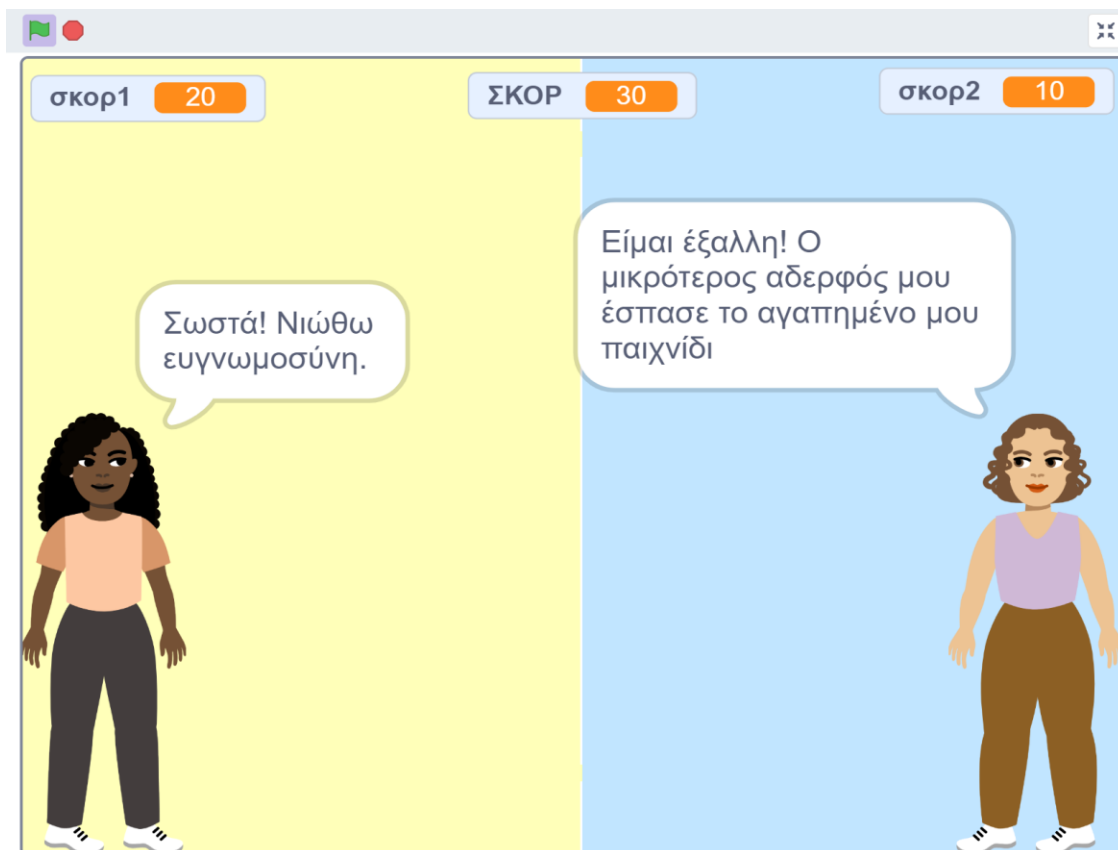 σκορ1 20
ΣΚΟΡ 30
σκορ2 10
Σωστά! Νιώθω
ευγνωμοσύνη.
Είμαι έξαλλη! Ο
μικρότερος αδερφός μου
έσπασε το αγαπημένο μου
παιχνίδι